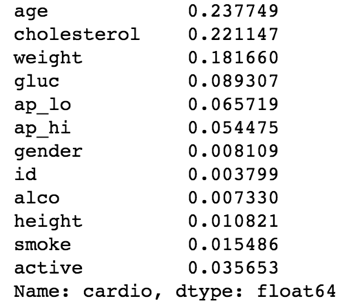 age 0.237749
cholesterol 0.221147
weight 0.181660
gluc 0.089307
ap_lo 0.065719
ap_hi 0.054475
gender 0.008109
id 0.003799
alco 0.007330
height 0.010821
smoke 0.015486
active 0.035653
Name: cardio, dtype: float64